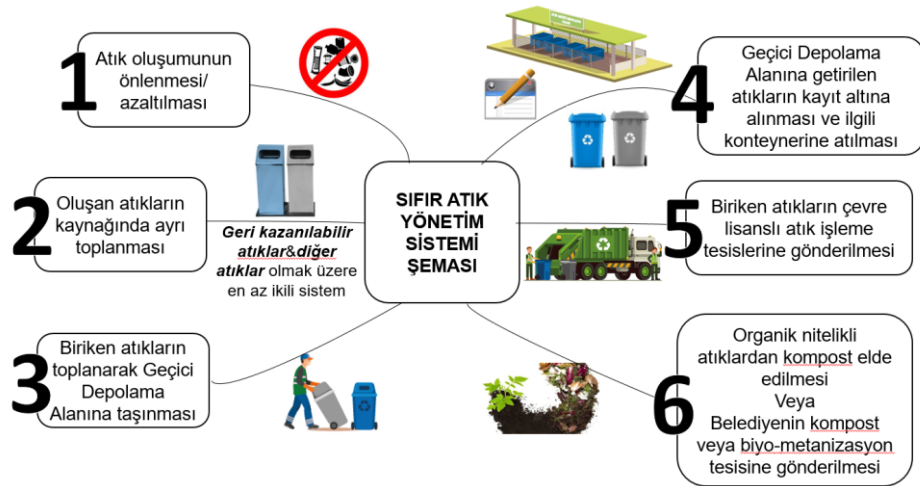 1
Atık oluşumunun
önlenmesi/
azaltılması
2
Oluşan atıkların
kaynağında ayrı
toplanması
Geri kazanılabilir
atıklar&diğer
atıklar olmak üzere
en az ikili sistem
3
Biriken atıkların
toplanarak Geçici
Depolama
Alanına taşınması
SIFIR ATIK
YÖNETİM
SİSTEMİ
ŞEMASI
4
Geçici Depolama
Alanına getirilen
atıkların kayıt altına
alınması ve ilgili
konteynerine atılması
5
Biriken atıkların çevre
lisanslı atık işleme
tesislerine gönderilmesi
6
Organik nitelikli
atıklardan kompost elde
edilmesi
Veya
Belediyenin kompost
veya biyo-metanizasyon
tesisine gönderilmesi